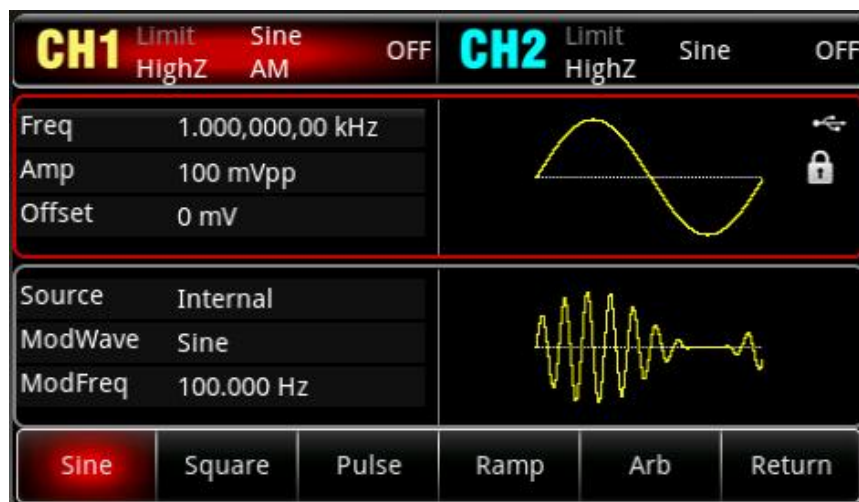 CH1 Limit Sine OFF CH2 Limit Sine OFF
HighZ AM HighZ
Freq 1.000,000,00 kHz
Amp 100 mVpp
Offset 0 mV
Source Internal
ModWave Sine
ModFreq 100.000 Hz
Sine Square Pulse Ramp Arb Return